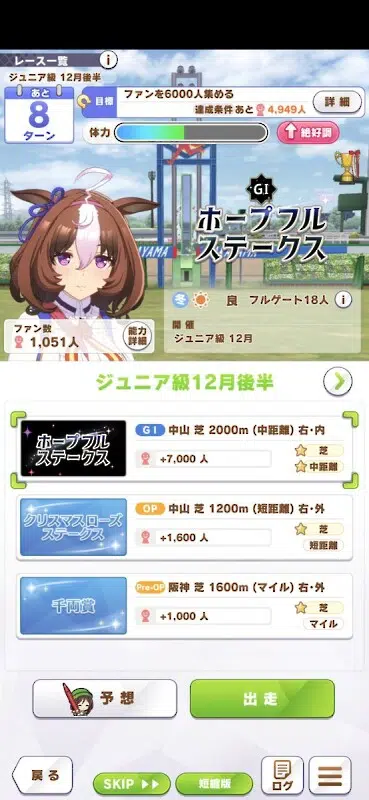 レース一覧 i
ジュニア級 12月後半
あと
8
ターン
目標
ファンを6000人集める
達成条件 あと 4,949人
詳細
体力
絶好調
GI
ホープフル
ステークス
冬 良 フルゲート18人 i
開催
ジュニア級 12月
ファン数
1,051人
能力
詳細
ジュニア級12月後半
ホープフル
ステークス
GI 中山 芝 2000m (中距離) 右・内
+7,000 人
芝
中距離
クリスマスローズ
ステークス
OP 中山 芝 1200m (短距離) 右・外
+1,600 人
芝
短距離
千両賞
Pre-OP 阪神 芝 1600m (マイル) 右・外
+1,000 人
芝
マイル
予想
出走
戻る
SKIP
短縮版
ログ